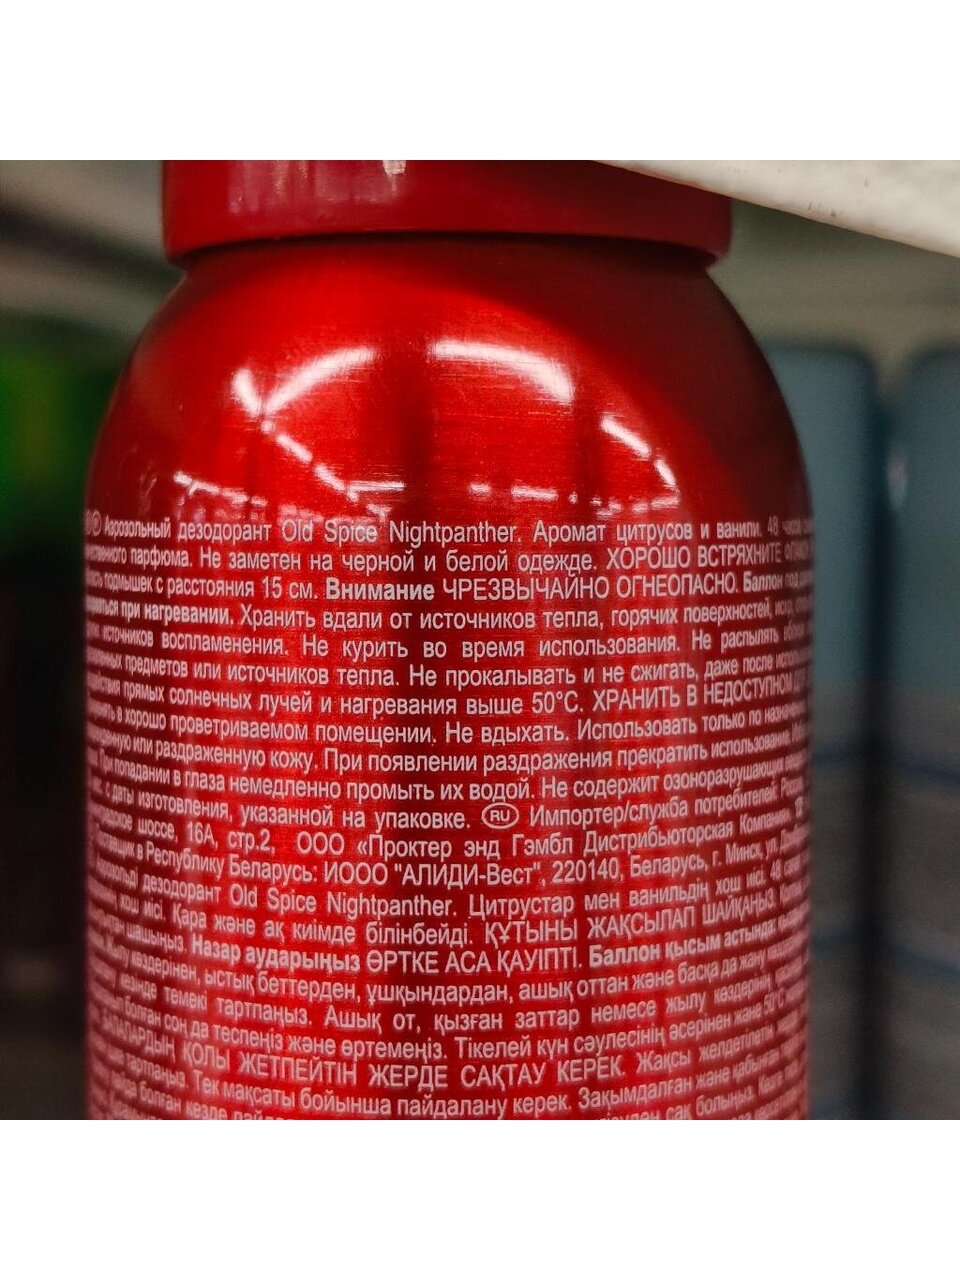 Аэрозольный дезодорант Old Spice Nightpanther. Аромат цитрусов и ванили. 48 часов
парфюма. Не заметен на черной и белой одежде. ХОРОШО ВСТРЯХНИТЕ
подмышек с расстояния 15 см. Внимание ЧРЕЗВЫЧАЙНО ОГНЕОПАСНО. Баллон под
при нагревании. Хранить вдали от источников тепла, горячих поверхностей, искр,
источников воспламенения. Не курить во время использования. Не распылять
предметов или источников тепла. Не прокалывать и не сжигать, даже после
прямых солнечных лучей и нагревания выше 50°C. ХРАНИТЬ В НЕДОСТУПНОМ
в хорошо проветриваемом помещении. Не вдыхать. Использовать только по
или раздраженную кожу. При появлении раздражения прекратить использование.
При попадании в глаза немедленно промыть их водой. Не содержит озоноразрушающих
с даты изготовления, указанной на упаковке. RU Импортер/служба потребителей:
шоссе, 16А, стр.2, ООО «Проктер энд Гэмбл Дистрибьюторская Компания»
Поставщик в Республику Беларусь: ИООО "АЛИДИ-Вест", 220140, Беларусь, г. Минск, ул.
дезодорант Old Spice Nightpanther. Цитрустар мен ванильдің хош иісі. 48
хош иісі. Қара және ақ киімде білінбейді. ҚҰТЫНЫ ЖАҚСЫЛАП ШАЙҚАҢЫЗ.
шашыңыз. Назар аударыңыз ӨРТКЕ АСА ҚАУІПТІ. Баллон қысым астында:
көздерінен, ыстық беттерден, ұшқындардан, ашық оттан және басқа да жану
кезінде темекі тартпаңыз. Ашық от, қызған заттар немесе жылу көздерінің
болған соң да теспеңіз және өртемеңіз. Тікелей күн сәулесінің әсерінен және 50°C
БАЛАЛАРДЫҢ ҚОЛЫ ЖЕТПЕЙТІН ЖЕРДЕ САҚТАУ КЕРЕК. Жақсы желдетілетін
тартпаңыз. Тек мақсаты бойынша пайдалану керек. Зақымдалған және қабынған
болған кезде сақ болыңыз.